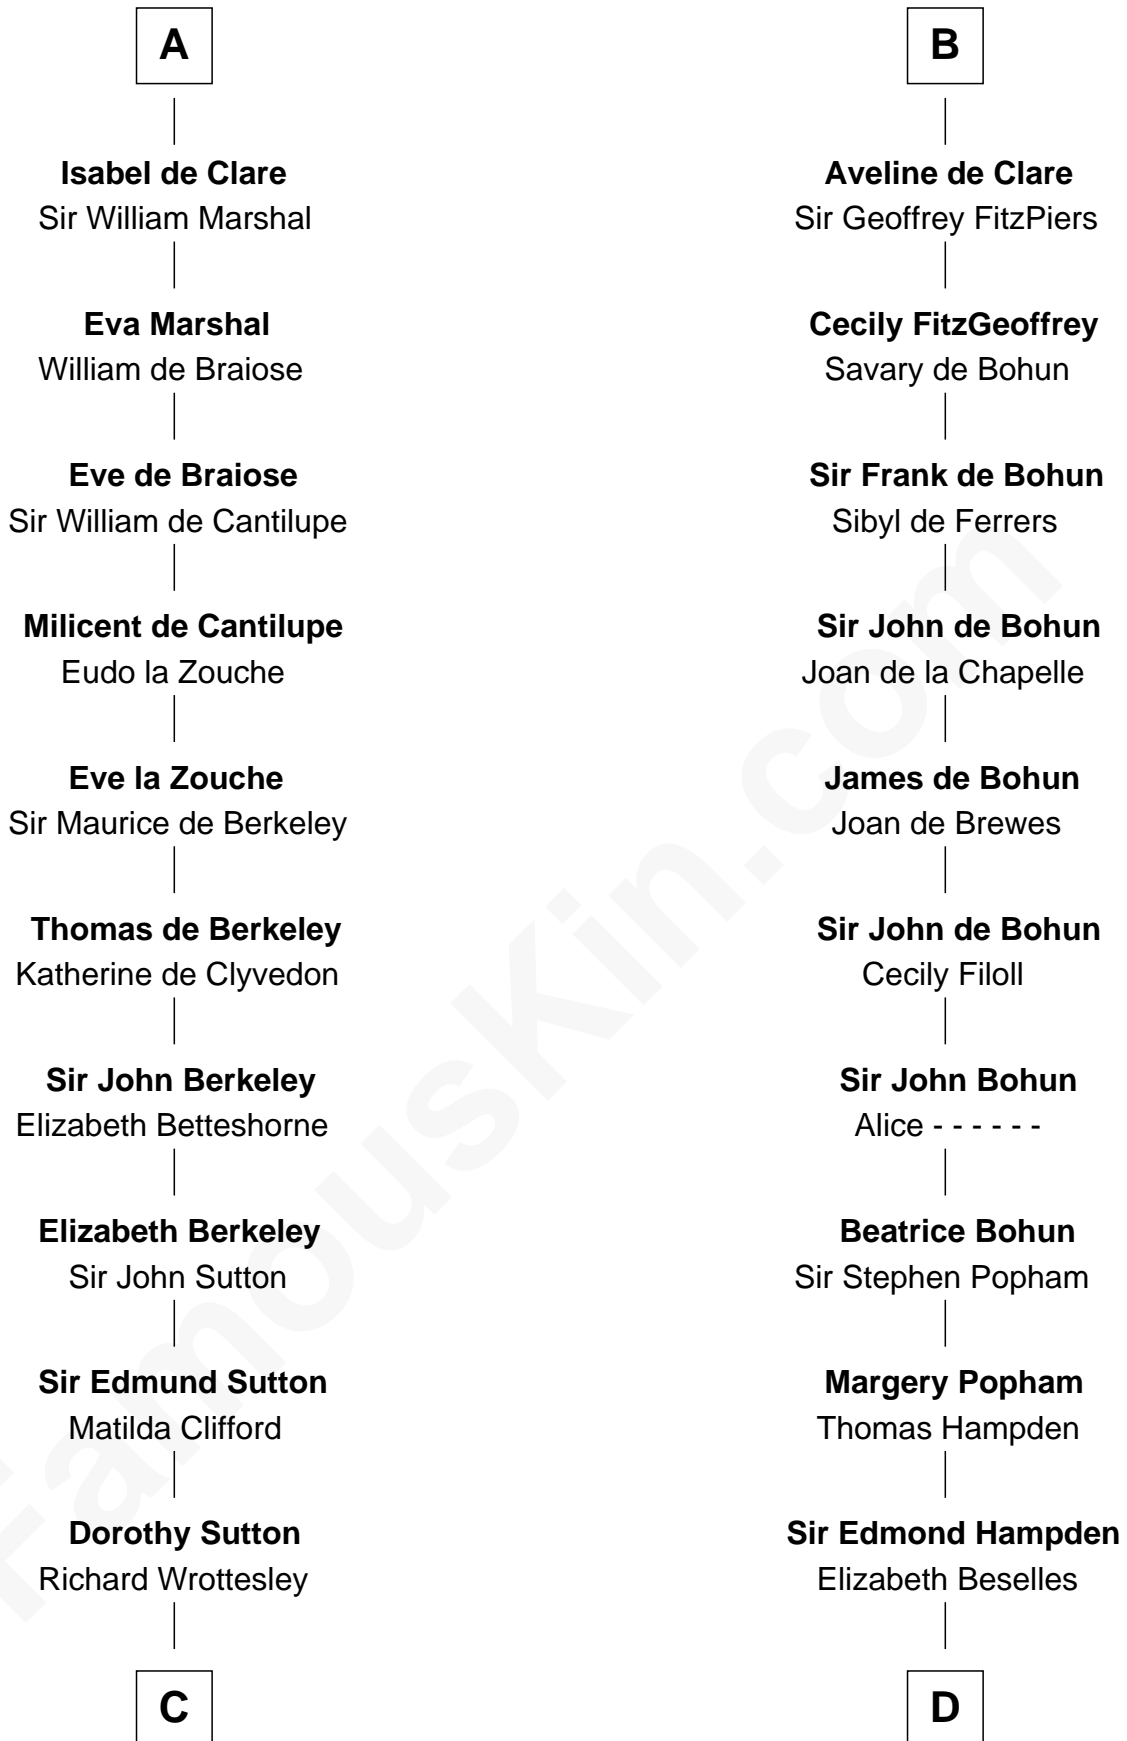 A
Isabel de Clare
Sir William Marshal
Eva Marshal
William de Braiose
Eve de Braiose
Sir William de Cantilupe
Milicent de Cantilupe
Eudo la Zouche
Eve la Zouche
Sir Maurice de Berkeley
Thomas de Berkeley
Katherine de Clyvedon
Sir John Berkeley
Elizabeth Betteshorne
Elizabeth Berkeley
Sir John Sutton
Sir Edmund Sutton
Matilda Clifford
Dorothy Sutton
Richard Wrottesley
C
B
Aveline de Clare
Sir Geoffrey FitzPiers
Cecily FitzGeoffrey
Savary de Bohun
Sir Frank de Bohun
Sibyl de Ferrers
Sir John de Bohun
Joan de la Chapelle
James de Bohun
Joan de Brewes
Sir John de Bohun
Cecily Filoll
Sir John Bohun
Alice - - - - - -
Beatrice Bohun
Sir Stephen Popham
Margery Popham
Thomas Hampden
Sir Edmond Hampden
Elizabeth Beselles
D
FamousKin.com